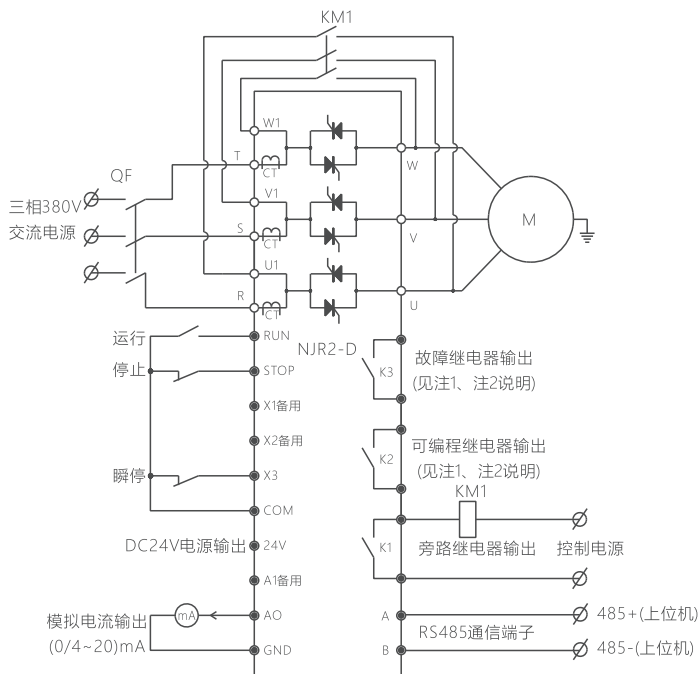 KM1
W1
T
CT
W
QF
三相380V
交流电源
V1
S
CT
V
M
U1
R
CT
U
运行
RUN
NJR2-D
停止
STOP
K3
故障继电器输出
(见注1、注2说明)
X1备用
X2备用
K2
可编程继电器输出
(见注1、注2说明)
瞬停
X3
KM1
COM
DC24V电源输出
24V
K1
旁路继电器输出
控制电源
A1备用
模拟电流输出
(0/4~20)mA
mA
AO
A
485+(上位机)
RS485通信端子
GND
B
485-(上位机)